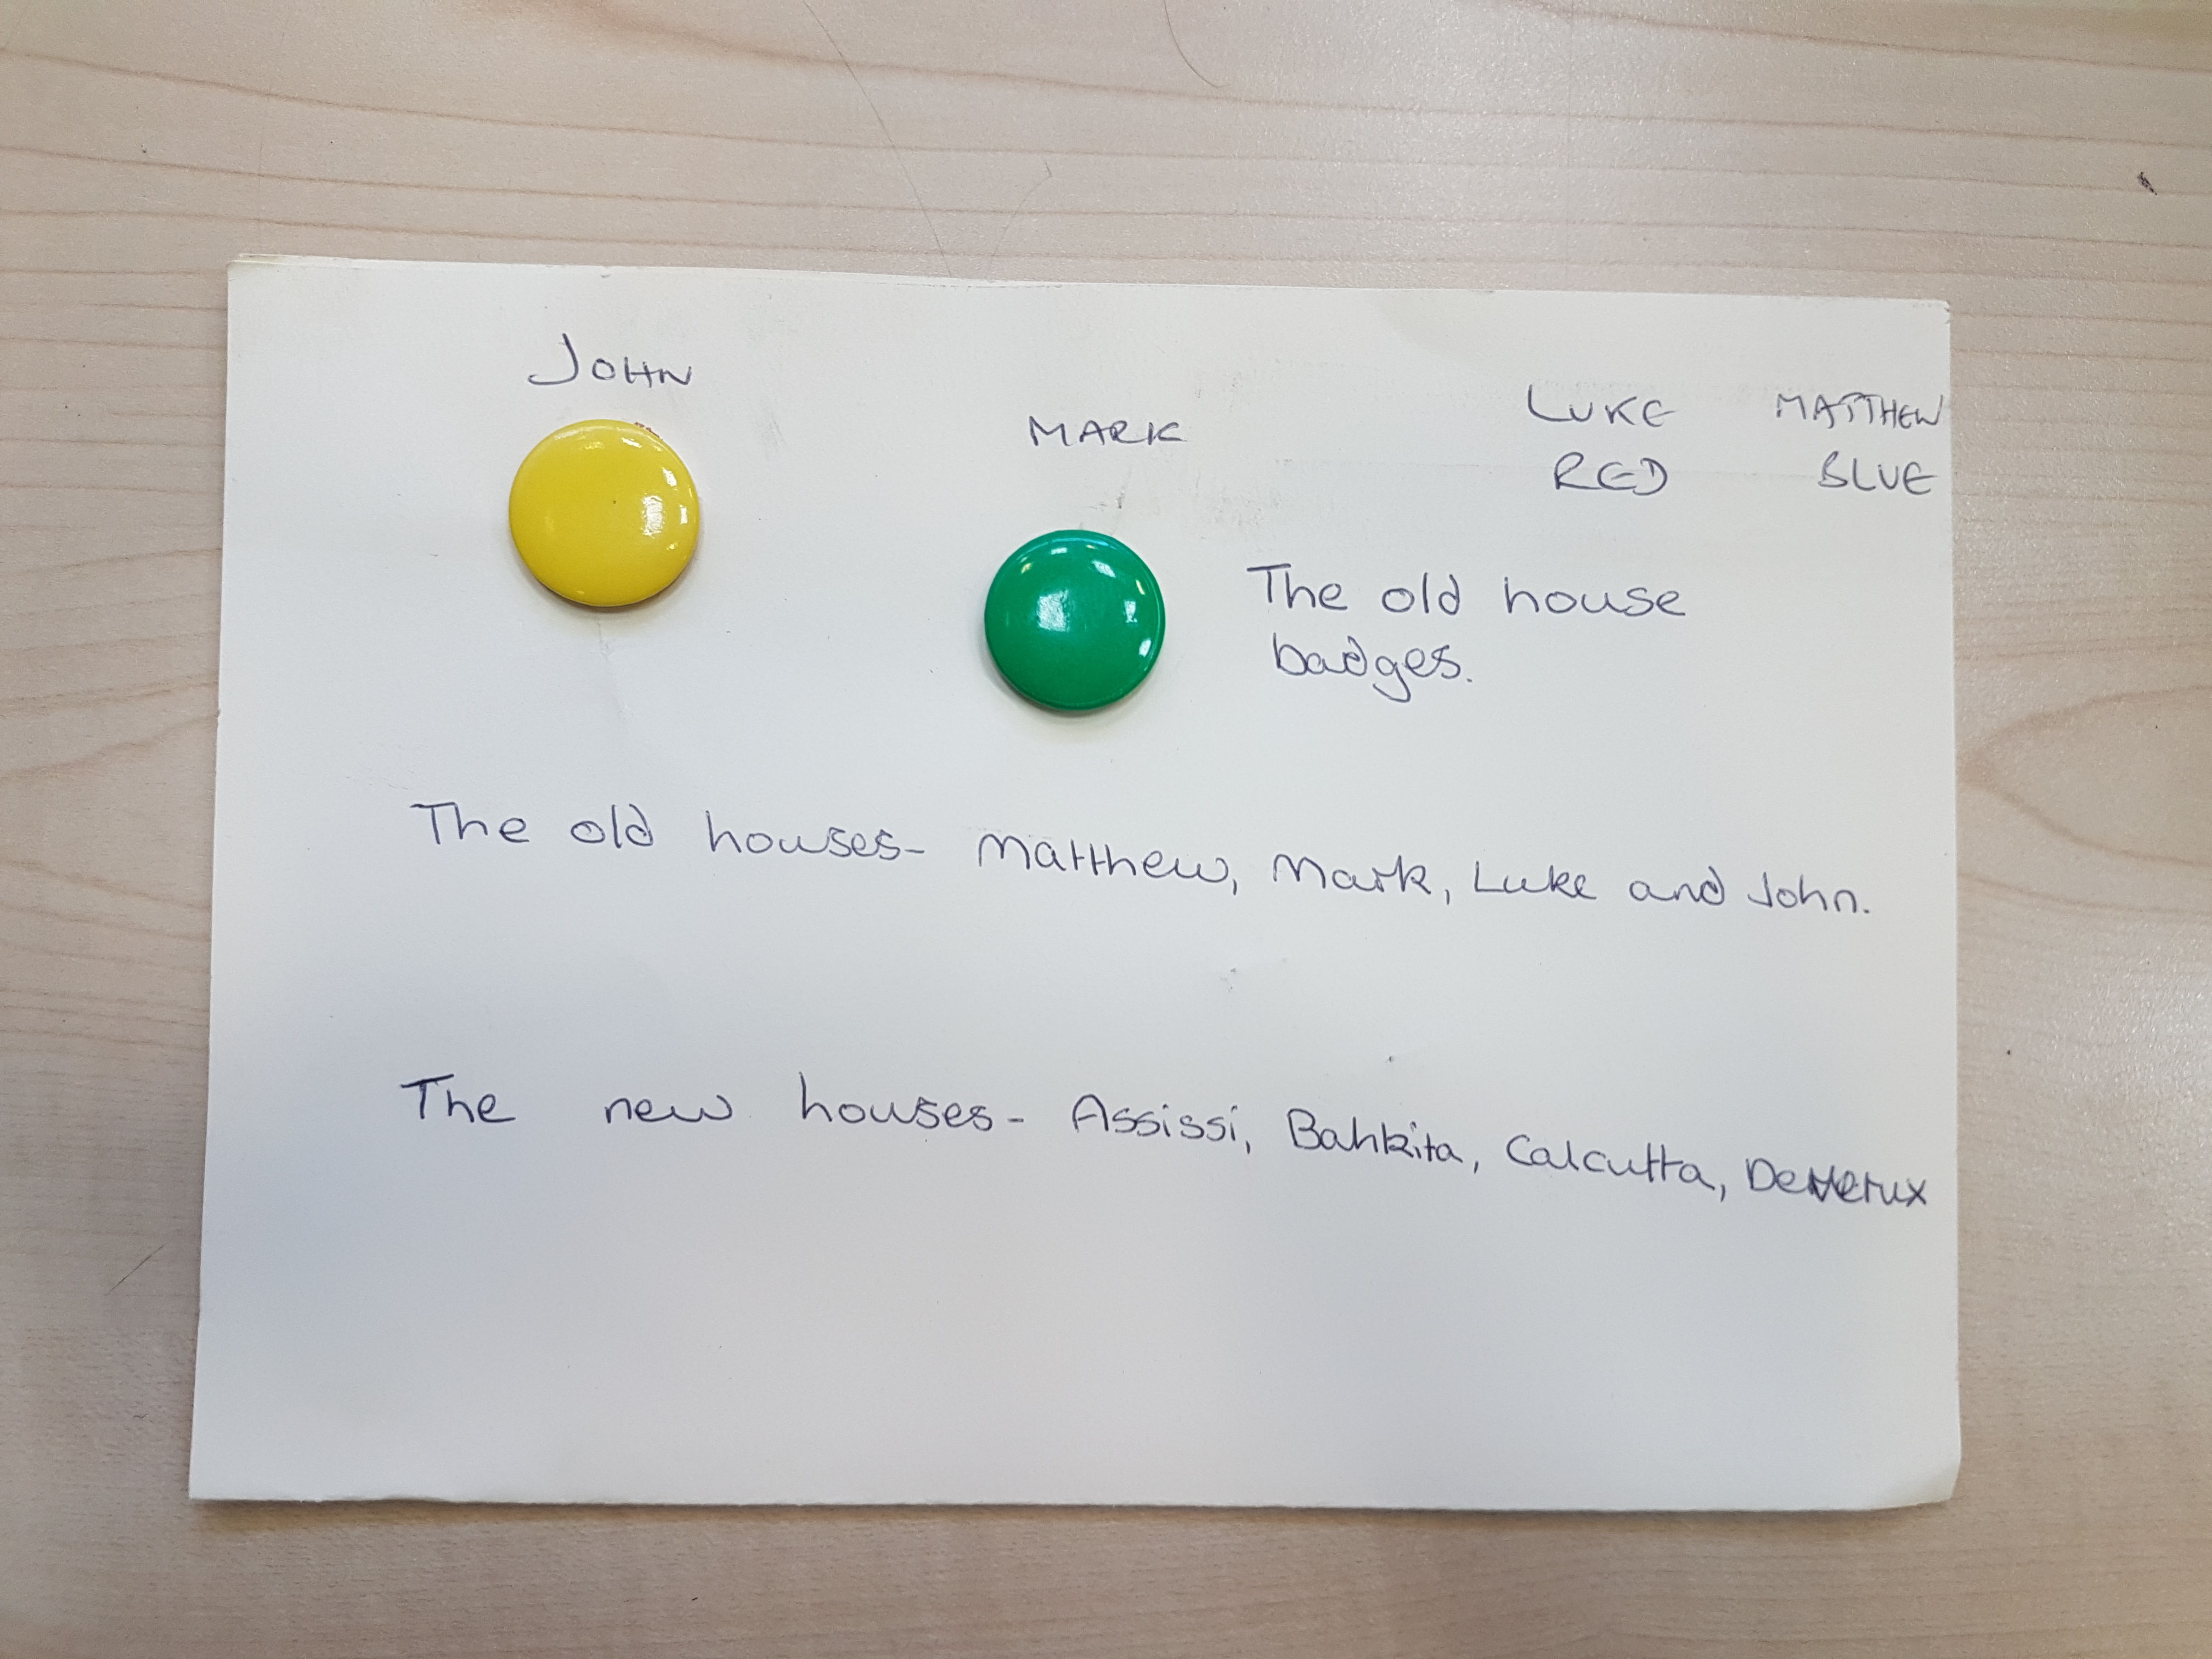 JOHN
MARK
LUKE MATTHEW
RED BLUE
The old house
badges.
The old houses- Matthew, Mark, Luke and John.
The new houses- Assissi, Bahkita, Calcutta,